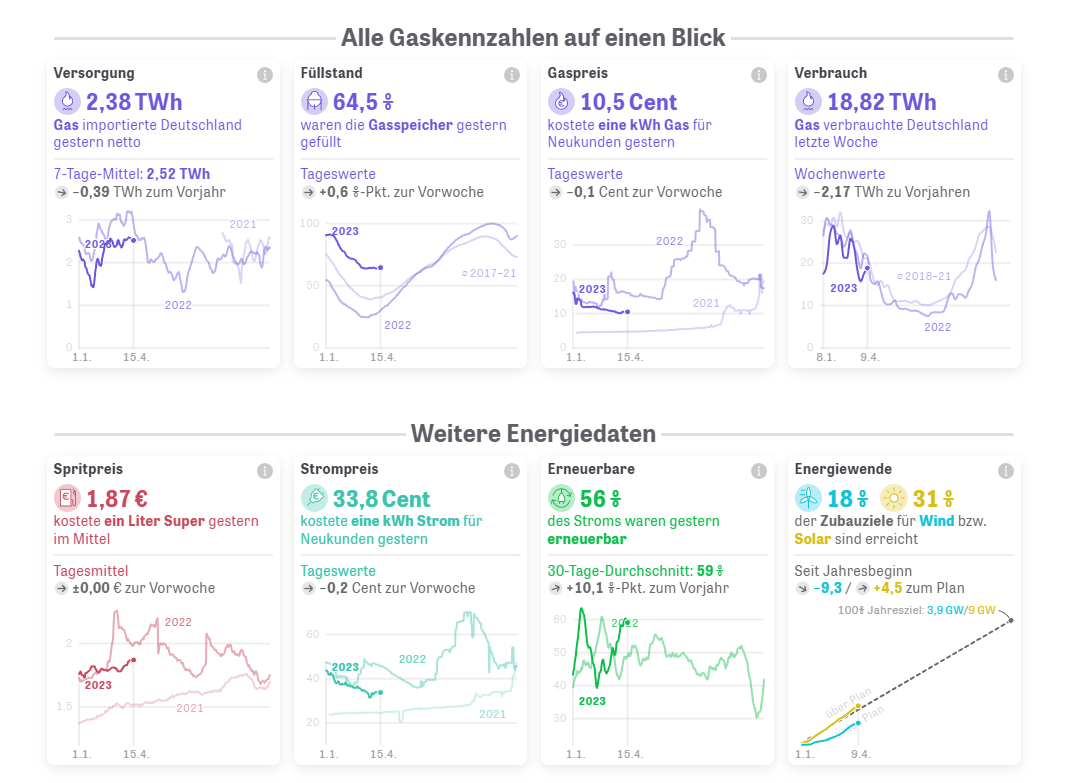 Alle Gaskennzahlen auf einen Blick
Versorgung
2,38 TWh
Gas importierte Deutschland
gestern netto
7-Tage-Mittel: 2,52 TWh
−0,39 TWh zum Vorjahr
3
2
1
0
2023
2021
2022
1.1.
15.4.
Füllstand
64,5 %
waren die Gasspeicher gestern
gefüllt
Tageswerte
+0,6 %-Pkt. zur Vorwoche
100
50
0
2023
⌀ 2017–21
2022
1.1.
15.4.
Gaspreis
10,5 Cent
kostete eine kWh Gas für
Neukunden gestern
Tageswerte
−0,1 Cent zur Vorwoche
30
20
10
0
2022
2023
2021
1.1.
15.4.
Verbrauch
18,82 TWh
Gas verbrauchte Deutschland
letzte Woche
Wochenwerte
−2,17 TWh zu Vorjahren
30
20
10
0
⌀ 2018–21
2023
2022
8.1.
9.4.
Weitere Energiedaten
Spritpreis
1,87 €
kostete ein Liter Super gestern
im Mittel
Tagesmittel
±0,00 € zur Vorwoche
2
1.5
2022
2023
2021
1.1.
15.4.
Strompreis
33,8 Cent
kostete eine kWh Strom für
Neukunden gestern
Tageswerte
−0,2 Cent zur Vorwoche
60
40
20
2022
2023
2021
1.1.
15.4.
Erneuerbare
56 %
des Stroms waren gestern
erneuerbar
30-Tage-Durchschnitt: 59 %
+10,1 %-Pkt. zum Vorjahr
60
50
40
30
2022
2023
1.1.
15.4.
Energiewende
18 % 31 %
der Zubauziele für Wind bzw.
Solar sind erreicht
Seit Jahresbeginn
−9,3 / +4,5 zum Plan
100% Jahresziel: 3,9 GW/9 GW
über Plan
Plan
1.1.
9.4.